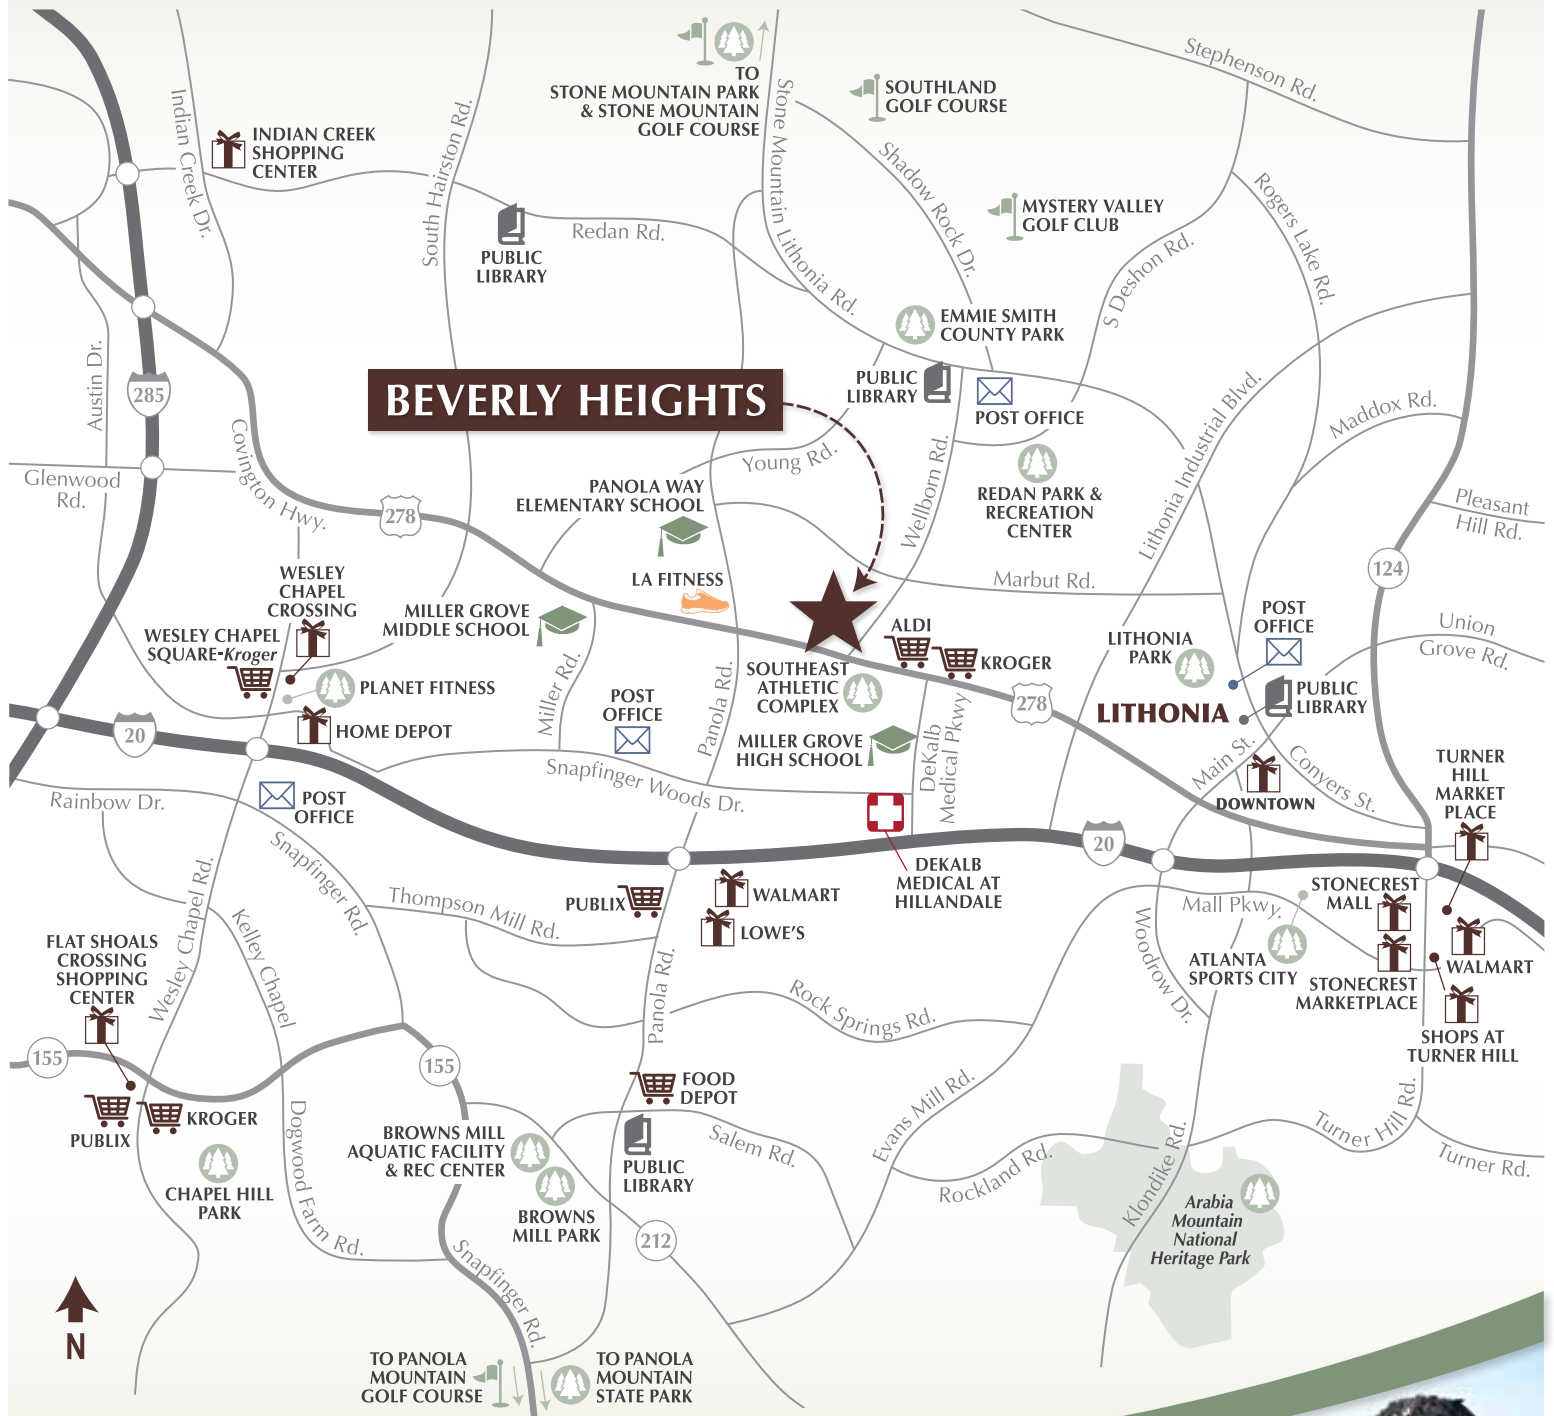 TO
STONE MOUNTAIN PARK
& STONE MOUNTAIN
GOLF COURSE
SOUTHLAND
GOLF COURSE
Stephenson Rd.
Indian Creek Dr.
INDIAN CREEK
SHOPPING
CENTER
South Hairston Rd.
Stone Mountain Lithonia Rd.
Shadow Rock Dr.
Rogers Lake Rd.
MYSTERY VALLEY
GOLF CLUB
PUBLIC
LIBRARY
Redan Rd.
S Deshon Rd.
EMMIE SMITH
COUNTY PARK
Austin Dr.
285
BEVERLY HEIGHTS
PUBLIC
LIBRARY
POST OFFICE
Lithonia Industrial Blvd.
Maddox Rd.
Glenwood
Rd.
Covington Hwy.
278
Young Rd.
PANOLA WAY
ELEMENTARY SCHOOL
Wellborn Rd.
REDAN PARK &
RECREATION
CENTER
Pleasant
Hill Rd.
124
WESLEY
CHAPEL
CROSSING
LA FITNESS
Marbut Rd.
MILLER GROVE
MIDDLE SCHOOL
WESLEY CHAPEL
SQUARE-Kroger
ALDI
KROGER
LITHONIA
PARK
POST
OFFICE
Union
Grove Rd.
PLANET FITNESS
HOME DEPOT
Miller Rd.
POST
OFFICE
Panola Rd.
SOUTHEAST
ATHLETIC
COMPLEX
MILLER GROVE
HIGH SCHOOL
DeKalb
Medical Pkwy
278
LITHONIA
PUBLIC
LIBRARY
20
Main St.
DOWNTOWN
Conyers St.
TURNER
HILL
MARKET
PLACE
Rainbow Dr.
POST
OFFICE
Snapfinger Woods Dr.
20
Wesley Chapel Rd.
Snapfinger Rd.
Thompson Mill Rd.
PUBLIX
WALMART
LOWE'S
DEKALB
MEDICAL AT
HILLANDALE
Woodrow Dr.
Mall Pkwy.
STONECREST
MALL
ATLANTA
SPORTS CITY
STONECREST
MARKETPLACE
WALMART
SHOPS AT
TURNER HILL
FLAT SHOALS
CROSSING
SHOPPING
CENTER
Kelley Chapel
Panola Rd.
Rock Springs Rd.
155
155
PUBLIX
KROGER
CHAPEL HILL
PARK
Dogwood Farm Rd.
BROWNS MILL
AQUATIC FACILITY
& REC CENTER
BROWNS
MILL PARK
FOOD
DEPOT
PUBLIC
LIBRARY
Salem Rd.
Evans Mill Rd.
Rockland Rd.
Klondike Rd.
Turner Hill Rd.
Turner Rd.
Arabia
Mountain
National
Heritage Park
212
Snapfinger Rd.
N
TO PANOLA
MOUNTAIN
GOLF COURSE
TO PANOLA
MOUNTAIN
STATE PARK